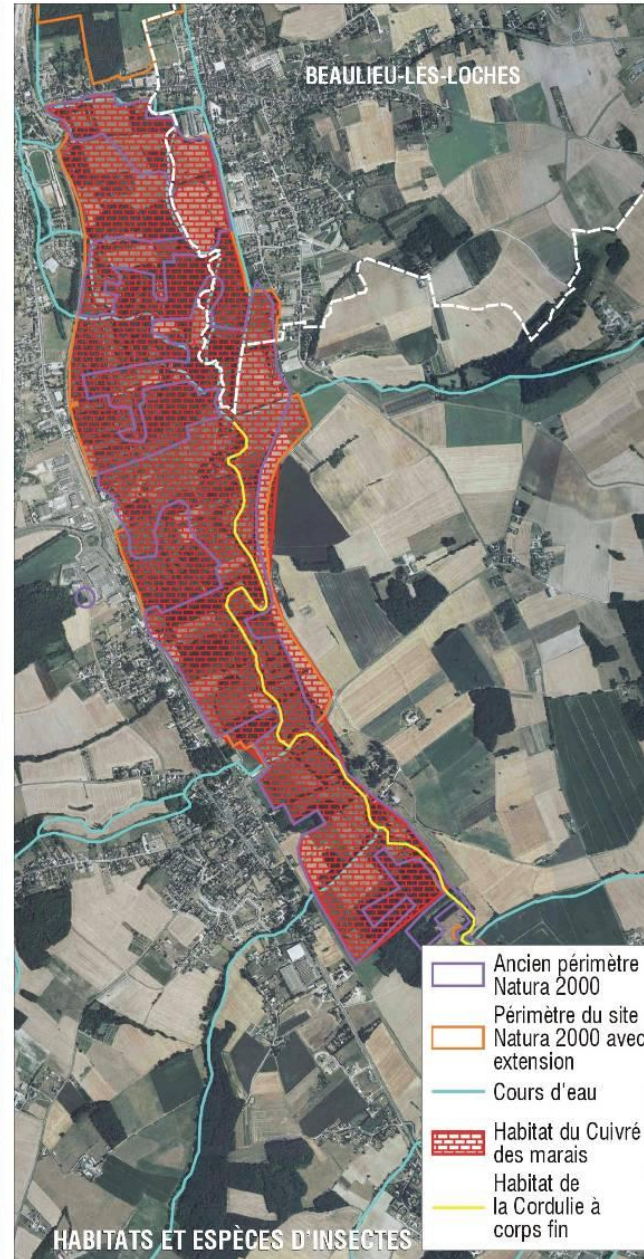 BEAULIEU-LÈS-LOCHES
Ancien périmètre
Natura 2000
Périmètre du site
Natura 2000 avec
extension
Cours d'eau
Habitat du Cuivré
des marais
Habitat de
la Cordulie à
corps fin
HABITATS ET ESPÈCES D'INSECTES